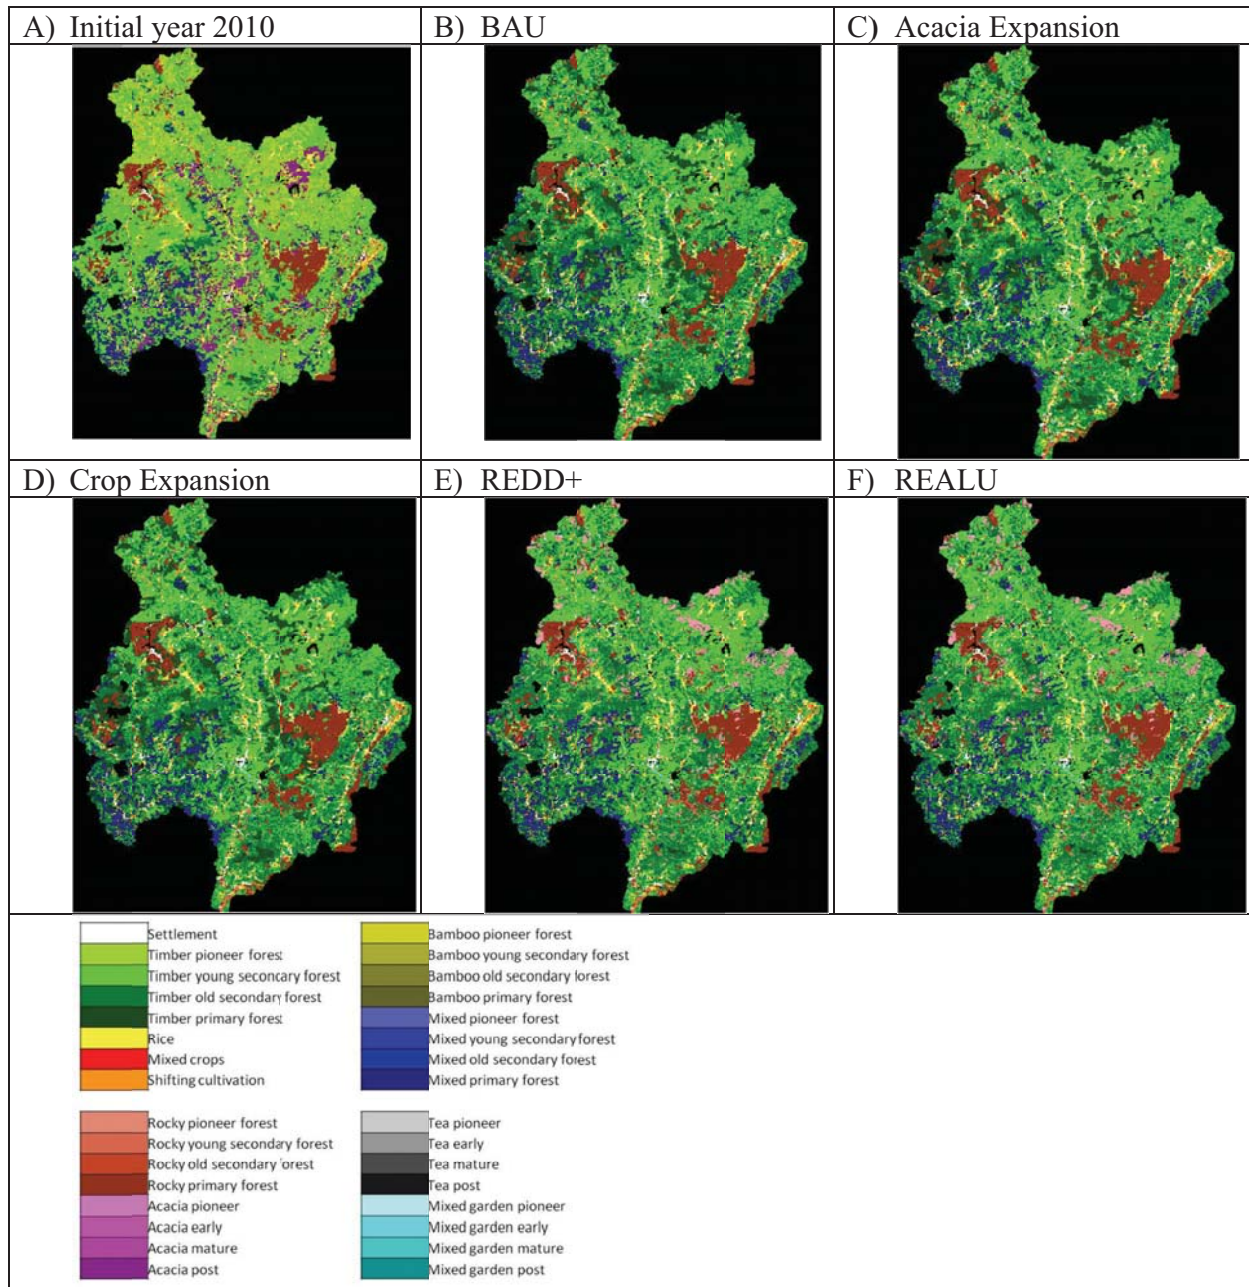 A) Initial year 2010
B) BAU
C) Acacia Expansion
D) Crop Expansion
E) REDD+
F) REALU
Settlement
Timber pioneer forest
Timber young secondary forest
Timber old secondary forest
Timber primary forest
Rice
Mixed crops
Shifting cultivation
Bamboo pioneer forest
Bamboo young secondary forest
Bamboo old secondary forest
Bamboo primary forest
Mixed pioneer forest
Mixed young secondary forest
Mixed old secondary forest
Mixed primary forest
Rocky pioneer forest
Rocky young secondary forest
Rocky old secondary forest
Rocky primary forest
Acacia pioneer
Acacia early
Acacia mature
Acacia post
Tea pioneer
Tea early
Tea mature
Tea post
Mixed garden pioneer
Mixed garden early
Mixed garden mature
Mixed garden post